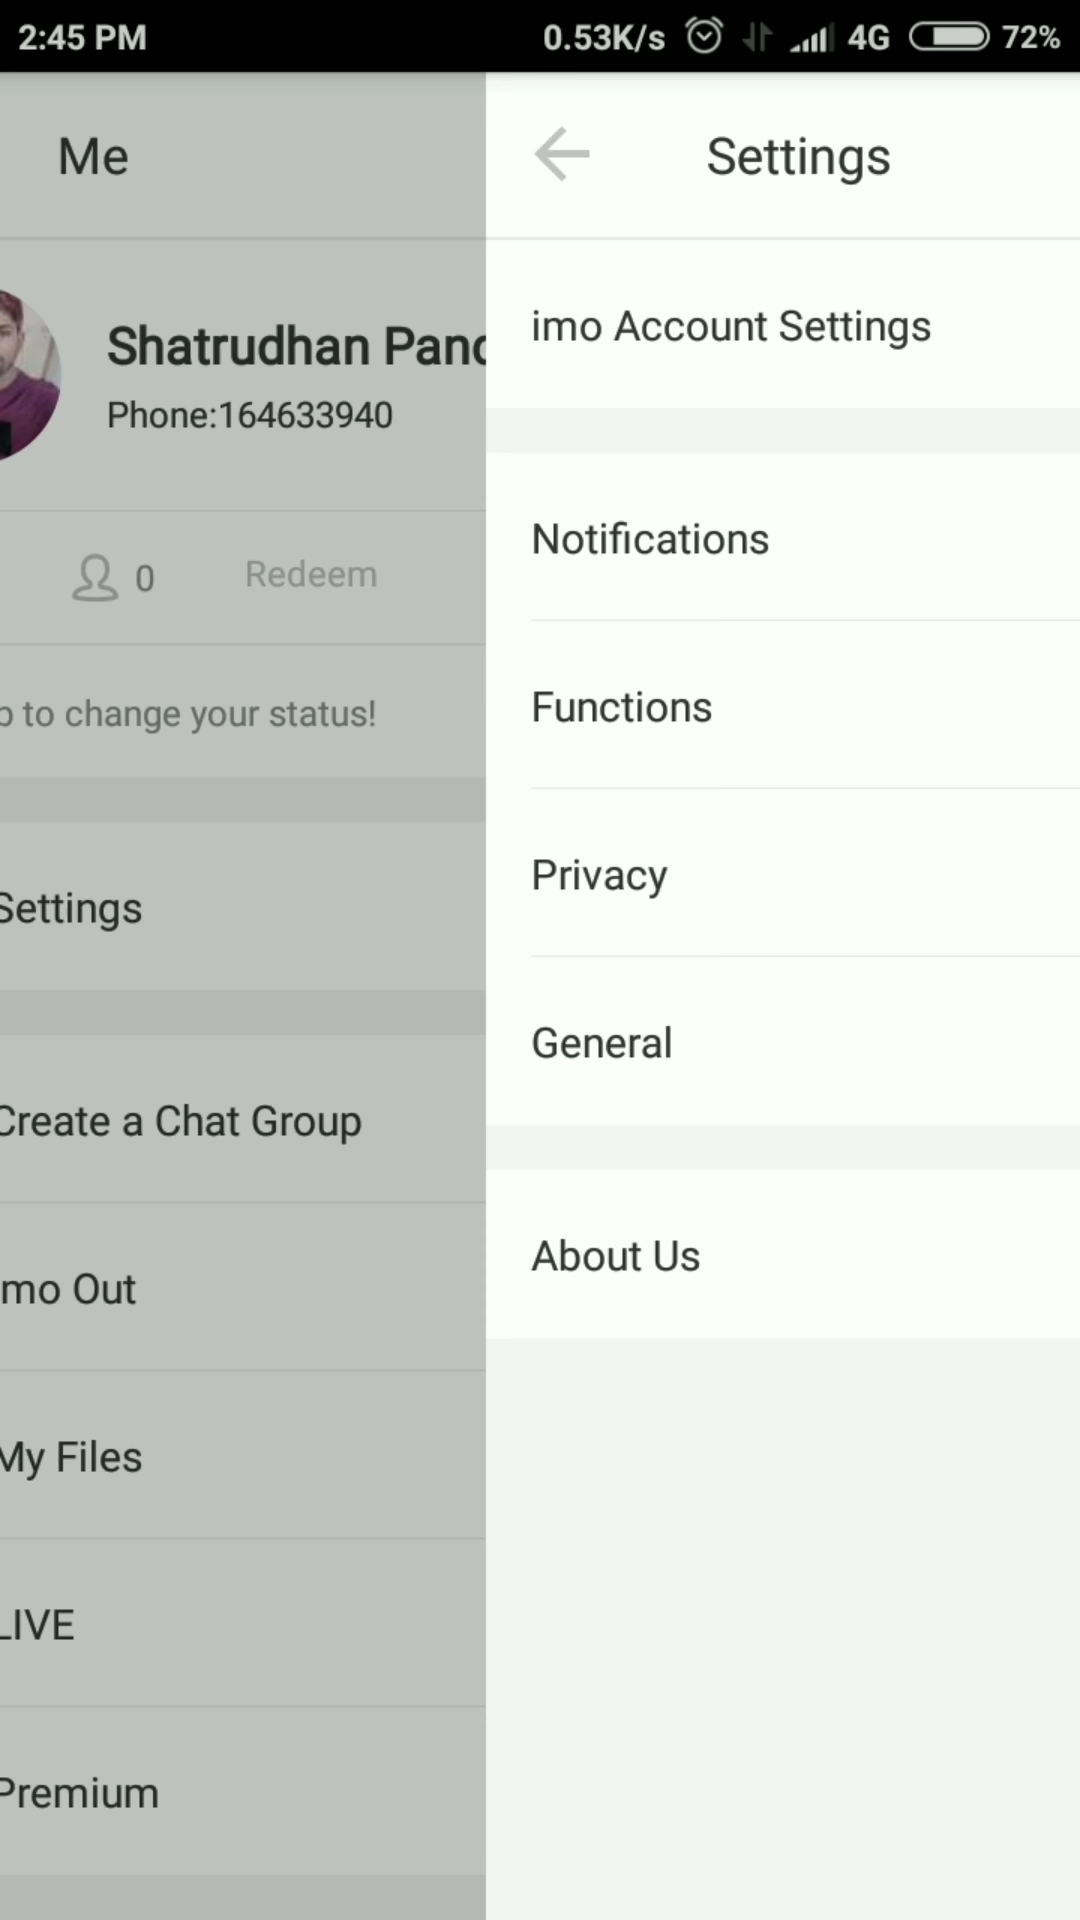 2:45 PM
0.53K/s 4G 72%
Me
Shatrudhan
Phone:164633940
0
Redeem
to change your status!
Settings
Create a Chat Group
mo Out
My Files
LIVE
Premium
Settings
imo Account Settings
Notifications
Functions
Privacy
General
About Us